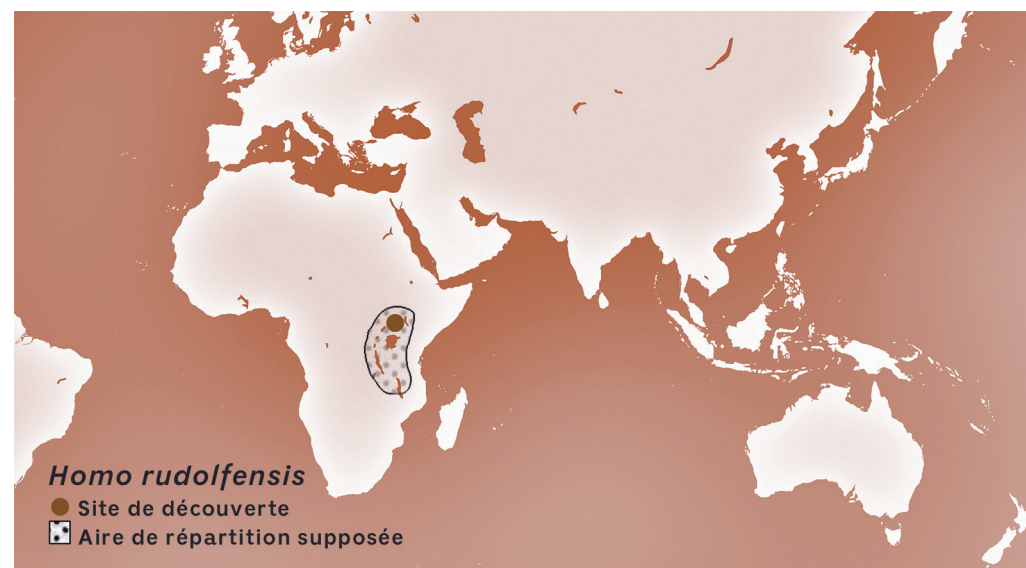 Homo rudolfensis
Site de découverte
Aire de répartition supposée